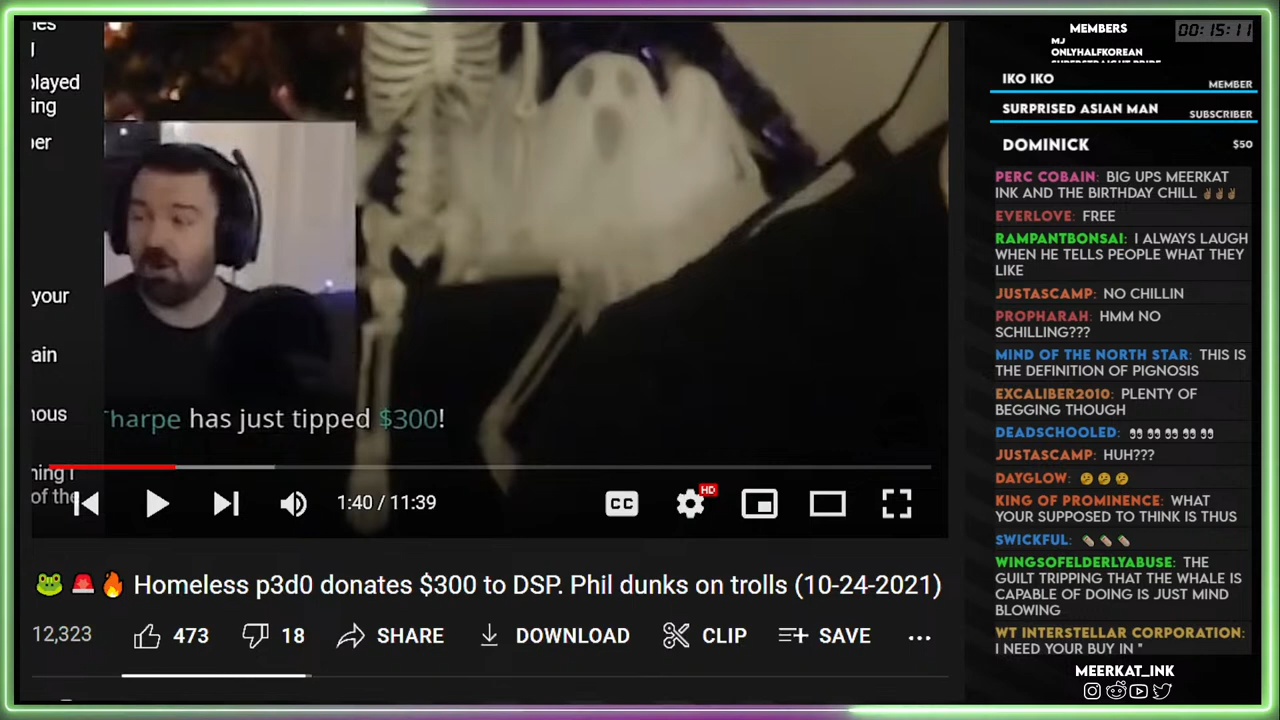 played
ing
your
ain
Tharpe has just tipped $300!
of the
1:40 / 11:39
CC
HD
🐸 🚨 🔥 Homeless p3d0 donates $300 to DSP. Phil dunks on trolls (10-24-2021)
12,323
473
18
SHARE
DOWNLOAD
CLIP
SAVE
MEMBERS
00:15:11
MJ
ONLYHALFKOREAN
IKO IKO
MEMBER
SURPRISED ASIAN MAN
SUBSCRIBER
DOMINICK
$50
PERC COBAIN: BIG UPS MEERKAT
INK AND THE BIRTHDAY CHILL ✌🏾✌🏾✌🏾
EVERLOVE: FREE
RAMPANTBONSAI: I ALWAYS LAUGH
WHEN HE TELLS PEOPLE WHAT THEY
LIKE
JUSTASCAMP: NO CHILLIN
PROPHARAH: HMM NO
SCHILLING???
MIND OF THE NORTH STAR: THIS IS
THE DEFINITION OF PIGNOSIS
EXCALIBER2010: PLENTY OF
BEGGING THOUGH
DEADSCHOOLED: 👀 👀 👀 👀 👀
JUSTASCAMP: HUH???
DAYGLOW: 🫤 🫤 🫤
KING OF PROMINENCE: WHAT
YOUR SUPPOSED TO THINK IS THUS
SWICKFUL:
WINGSOFELDERLYABUSE: THE
GUILT TRIPPING THAT THE WHALE IS
CAPABLE OF DOING IS JUST MIND
BLOWING
WT INTERSTELLAR CORPORATION:
I NEED YOUR BUY IN "
MEERKAT_INK